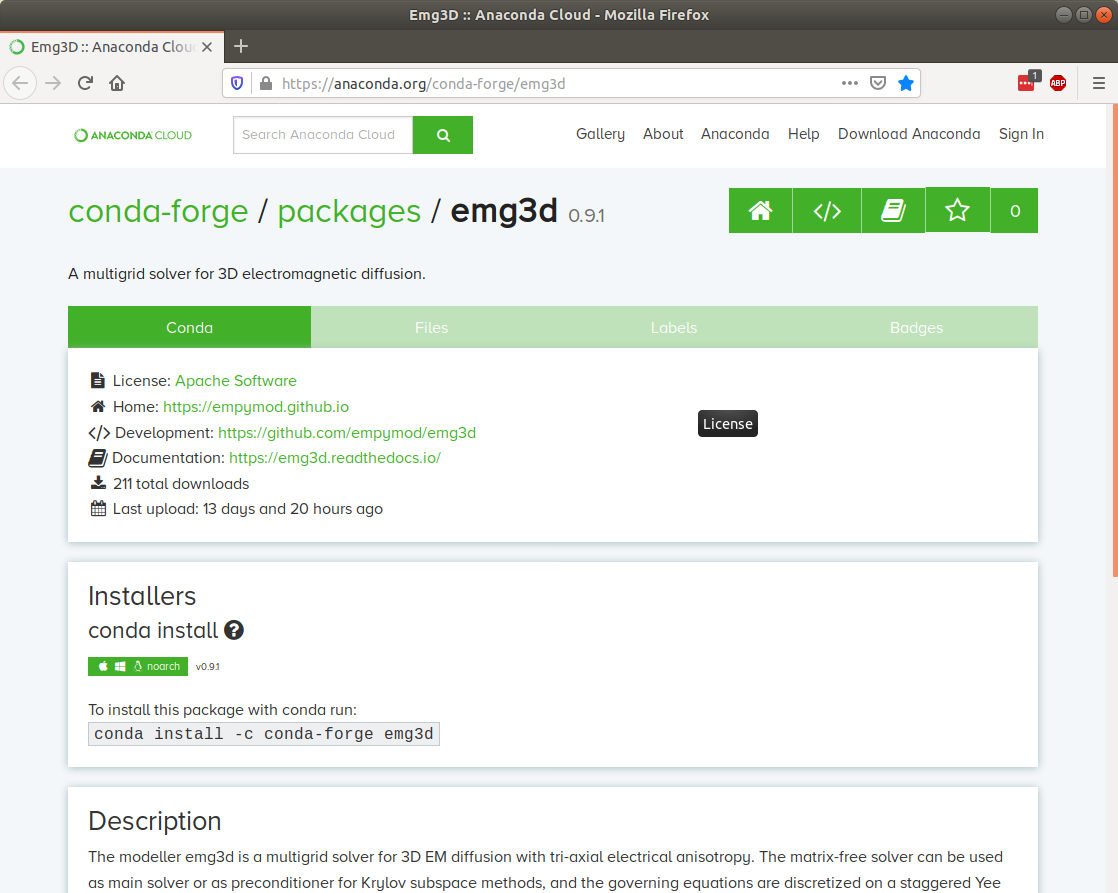 Emg3D :: Anaconda Cloud - Mozilla Firefox
Emg3D :: Anaconda Clou
https://anaconda.org/conda-forge/emg3d
1
ABP
ANACONDA CLOUD
Search Anaconda Cloud
Gallery About Anaconda Help Download Anaconda Sign In
conda-forge / packages / emg3d 0.9.1
0
A multigrid solver for 3D electromagnetic diffusion.
Conda Files Labels Badges
License: Apache Software
Home: https://empymod.github.io
License
Development: https://github.com/empymod/emg3d
Documentation: https://emg3d.readthedocs.io/
211 total downloads
Last upload: 13 days and 20 hours ago
Installers
conda install
noarch v0.9.1
To install this package with conda run:
conda install -c conda-forge emg3d
Description
The modeller emg3d is a multigrid solver for 3D EM diffusion with tri-axial electrical anisotropy. The matrix-free solver can be used
as main solver or as preconditioner for Krylov subspace methods, and the governing equations are discretized on a staggered Yee